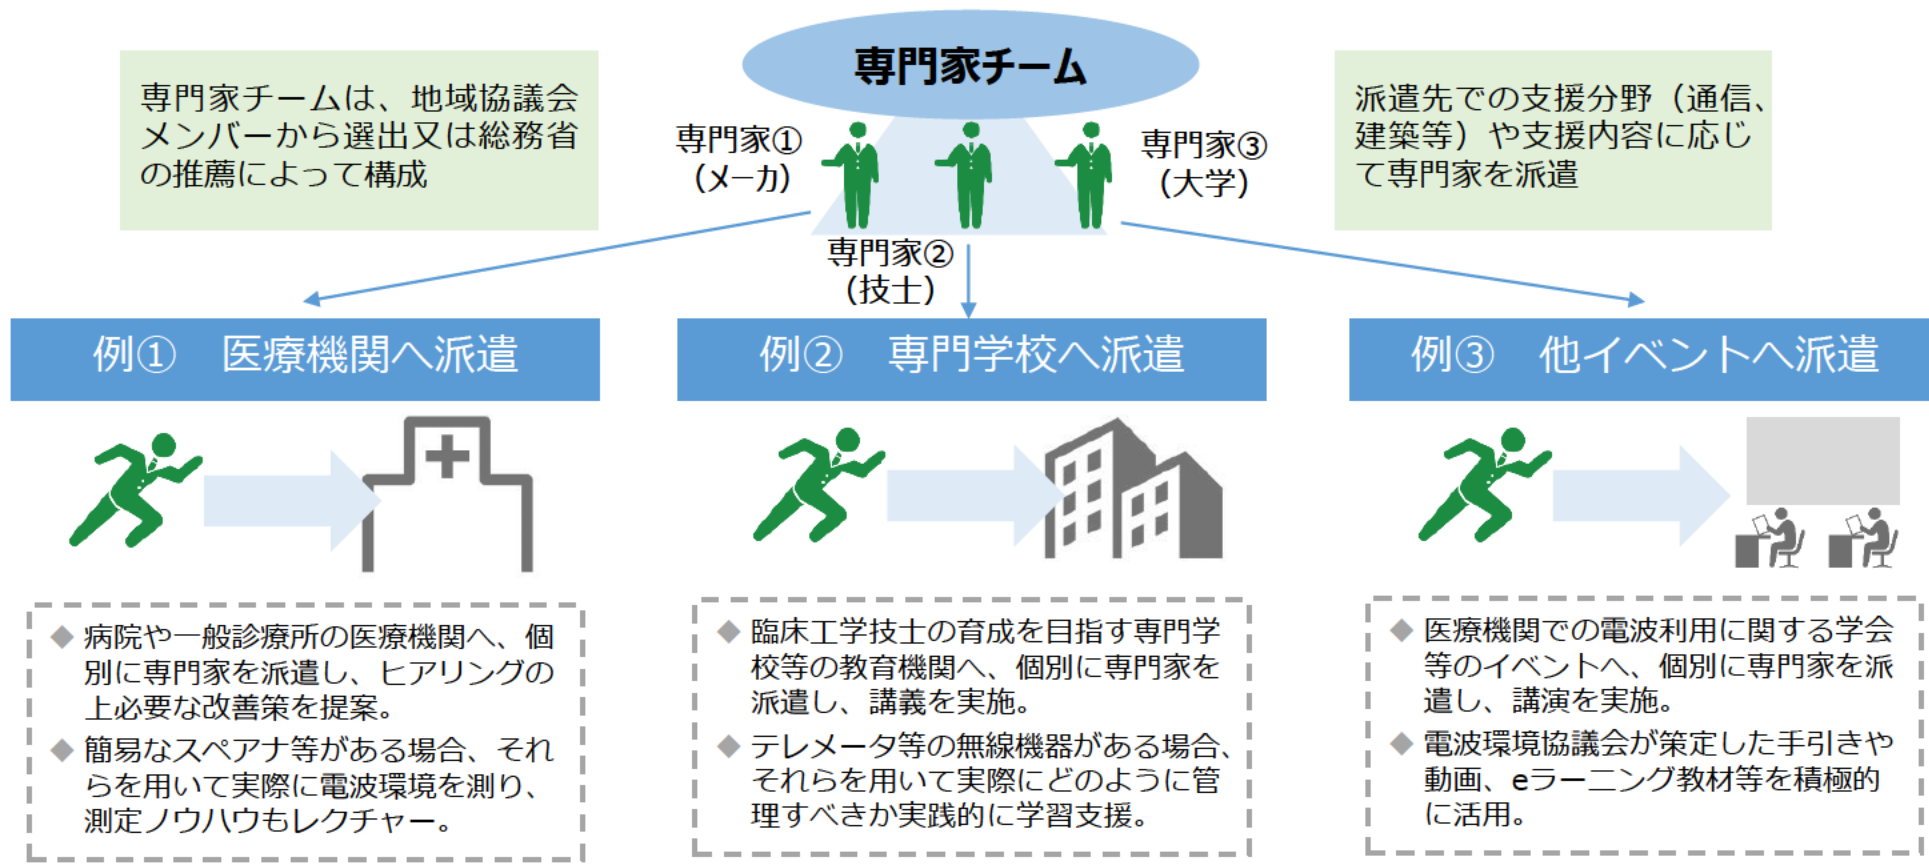 専門家チーム
専門家チームは、地域協議会
メンバーから選出又は総務省
の推薦によって構成
専門家①
（メーカ）
専門家②
（技士）
専門家③
（大学）
派遣先での支援分野（通信、
建築等）や支援内容に応じ
て専門家を派遣
例①　医療機関へ派遣
◆ 病院や一般診療所の医療機関へ、個
別に専門家を派遣し、ヒアリングの
上必要な改善策を提案。
◆ 簡易なスペアナ等がある場合、それ
らを用いて実際に電波環境を測り、
測定ノウハウもレクチャー。
例②　専門学校へ派遣
◆ 臨床工学技士の育成を目指す専門学
校等の教育機関へ、個別に専門家を
派遣し、講義を実施。
◆ テレメータ等の無線機器がある場合、
それらを用いて実際にどのように管
理すべきか実践的に学習支援。
例③　他イベントへ派遣
◆ 医療機関での電波利用に関する学会
等のイベントへ、個別に専門家を派
遣し、講演を実施。
◆ 電波環境協議会が策定した手引きや
動画、eラーニング教材等を積極的
に活用。